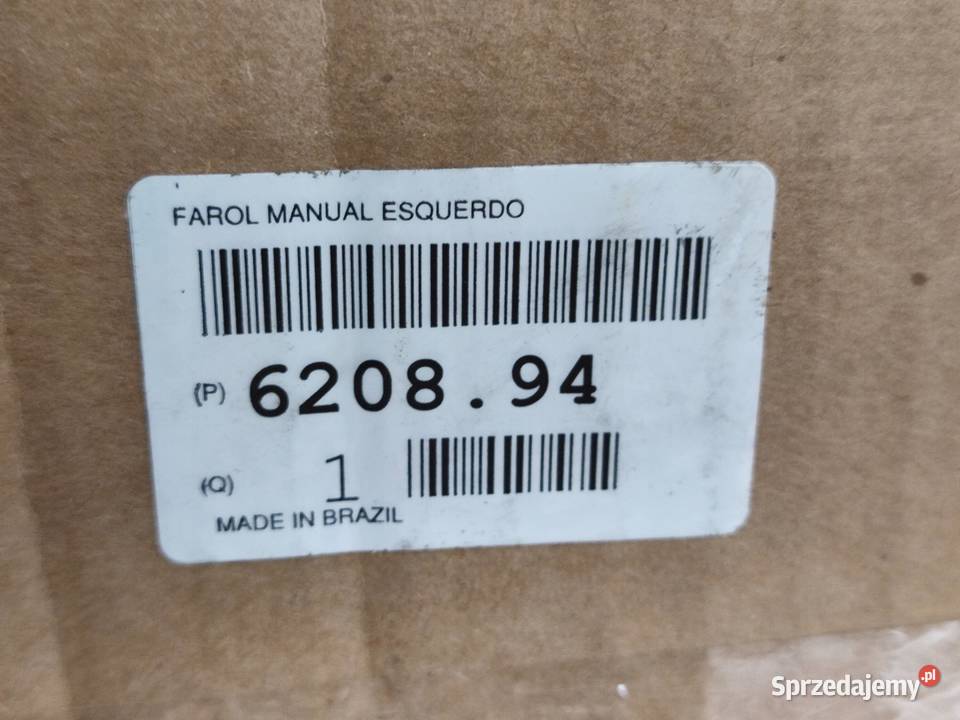 FAROL MANUAL ESQUERDO
(P) 6208.94
(Q) 1
MADE IN BRAZIL
Sprzedajemy.pl